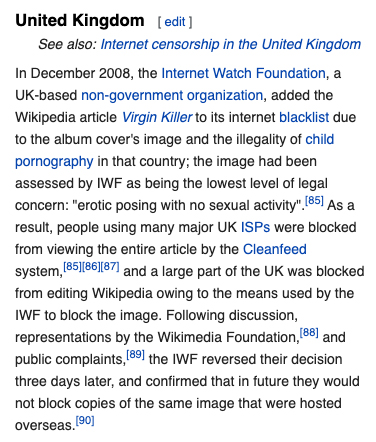 United Kingdom [ edit ]
See also: Internet censorship in the United Kingdom
In December 2008, the Internet Watch Foundation, a
UK-based non-government organization, added the
Wikipedia article Virgin Killer to its internet blacklist due
to the album cover's image and the illegality of child
pornography in that country; the image had been
assessed by IWF as being the lowest level of legal
concern: "erotic posing with no sexual activity".[85] As a
result, people using many major UK ISPs were blocked
from viewing the entire article by the Cleanfeed
system,[85][86][87] and a large part of the UK was blocked
from editing Wikipedia owing to the means used by the
IWF to block the image. Following discussion,
representations by the Wikimedia Foundation,[88] and
public complaints,[89] the IWF reversed their decision
three days later, and confirmed that in future they would
not block copies of the same image that were hosted
overseas.[90]